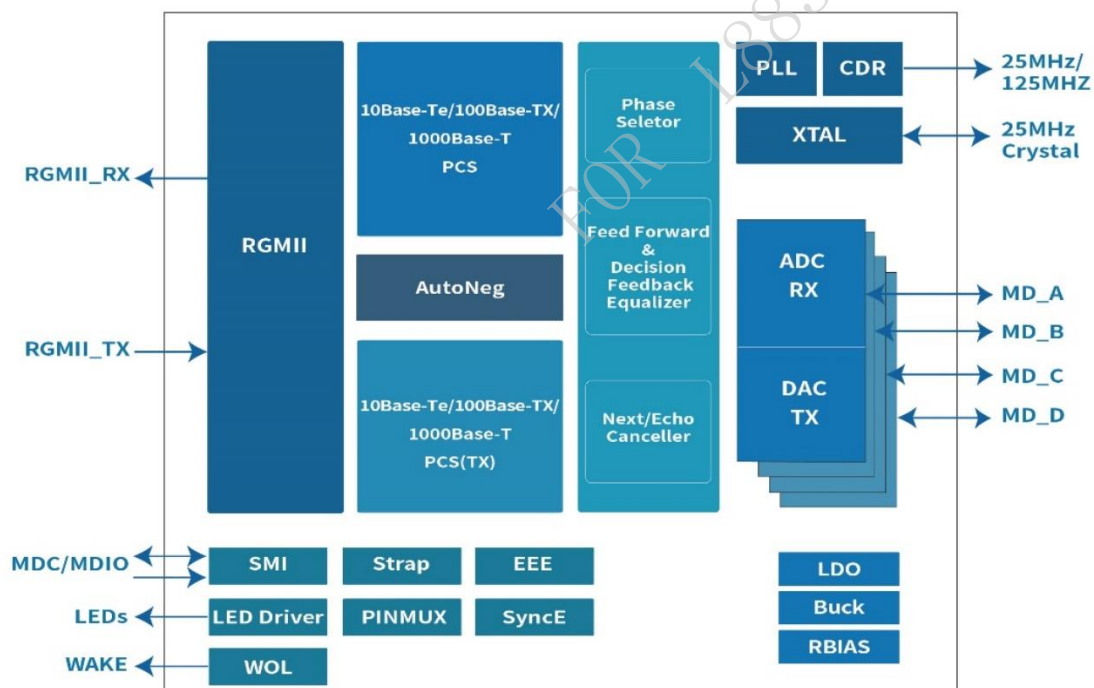 RGMII_RX
RGMII_TX
RGMII
10Base-Te/100Base-TX/
1000Base-T
PCS
AutoNeg
10Base-Te/100Base-TX/
1000Base-T
PCS(TX)
Phase
Seletor
Feed Forward
&
Decision
Feedback
Equalizer
Next/Echo
Canceller
PLL
CDR
25MHz/
125MHZ
XTAL
25MHz
Crystal
ADC
RX
DAC
TX
MD_A
MD_B
MD_C
MD_D
MDC/MDIO
SMI
Strap
EEE
LEDs
LED Driver
PINMUX
SyncE
WAKE
WOL
LDO
Buck
RBIAS
FOR